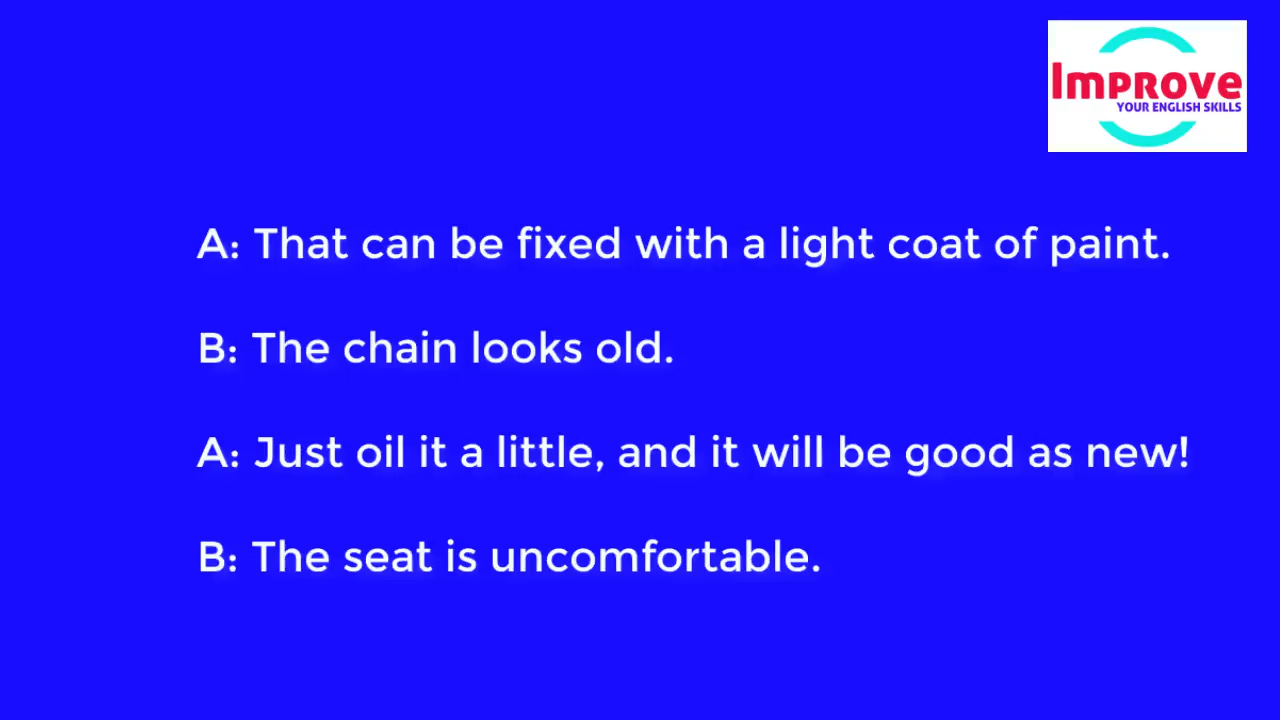 Improve
YOUR ENGLISH SKILLS
A: That can be fixed with a light coat of paint.
B: The chain looks old.
A: Just oil it a little, and it will be good as new!
B: The seat is uncomfortable.